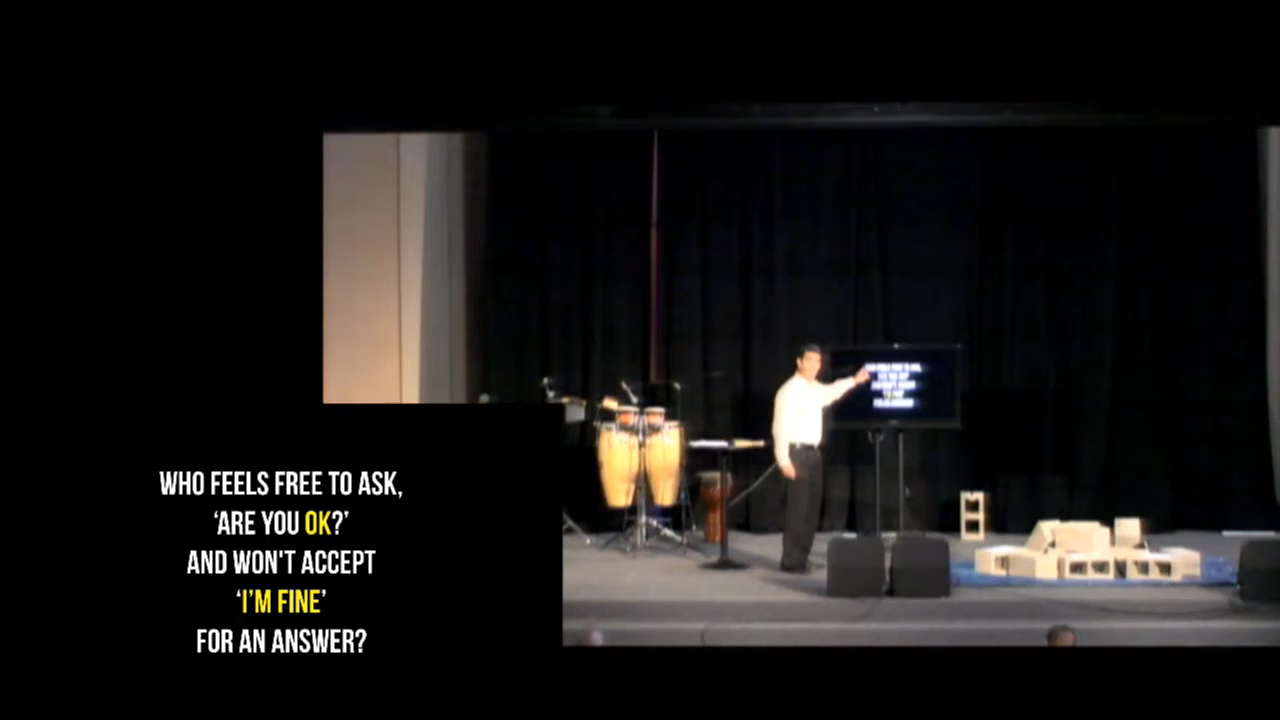 WHO FEELS FREE TO ASK,
‘ARE YOU OK?’
AND WON'T ACCEPT
‘I’M FINE’
FOR AN ANSWER?